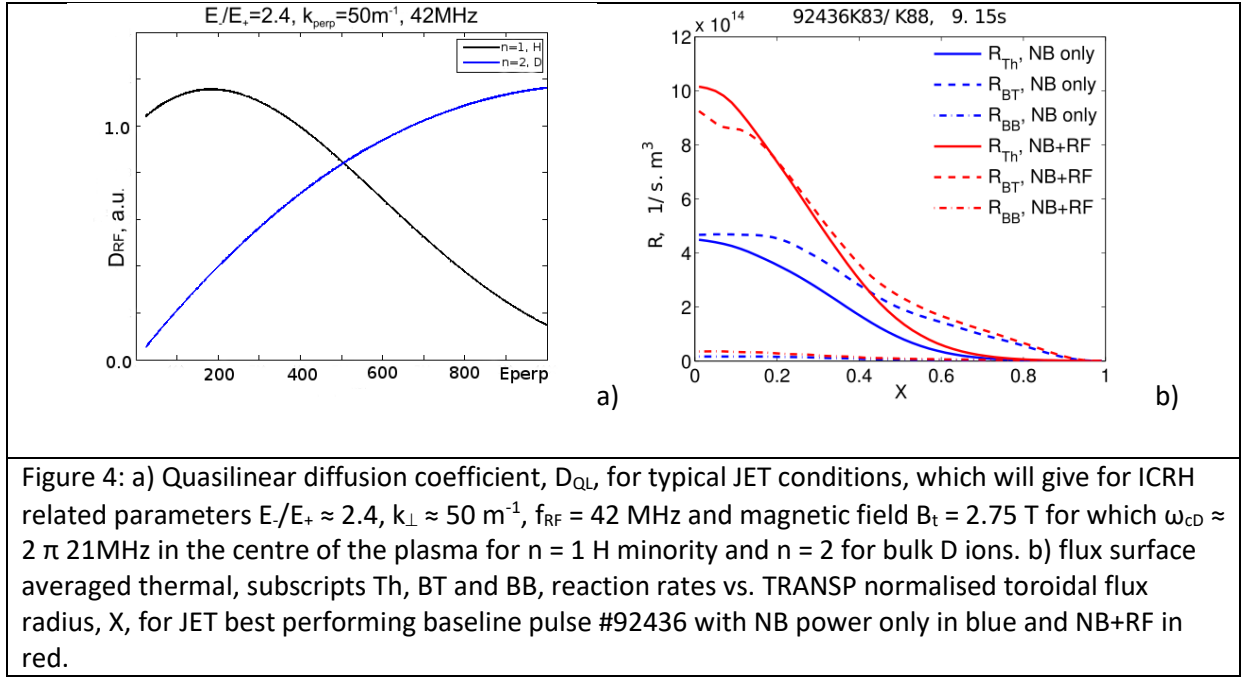 E-/E+=2.4, kperp=50m-1, 42MHz
n=1, H
n=2, D
1.0
DRF, a.u.
0.0
200
400
600
800
Eperp
a)
92436K83/ K88, 9. 15s
x 10^14
12
10
8
6
4
2
0
R, 1/ s. m3
RTh, NB only
RBT, NB only
RBB, NB only
RTh, NB+RF
RBT, NB+RF
RBB, NB+RF
0
0.2
0.4
0.6
0.8
1
X
b)
Figure 4: a) Quasilinear diffusion coefficient, DQL, for typical JET conditions, which will give for ICRH
related parameters E-/E+ ≈ 2.4, k⊥ ≈ 50 m-1, fRF = 42 MHz and magnetic field Bt = 2.75 T for which ωcD ≈
2 π 21MHz in the centre of the plasma for n = 1 H minority and n = 2 for bulk D ions. b) flux surface
averaged thermal, subscripts Th, BT and BB, reaction rates vs. TRANSP normalised toroidal flux
radius, X, for JET best performing baseline pulse #92436 with NB power only in blue and NB+RF in
red.